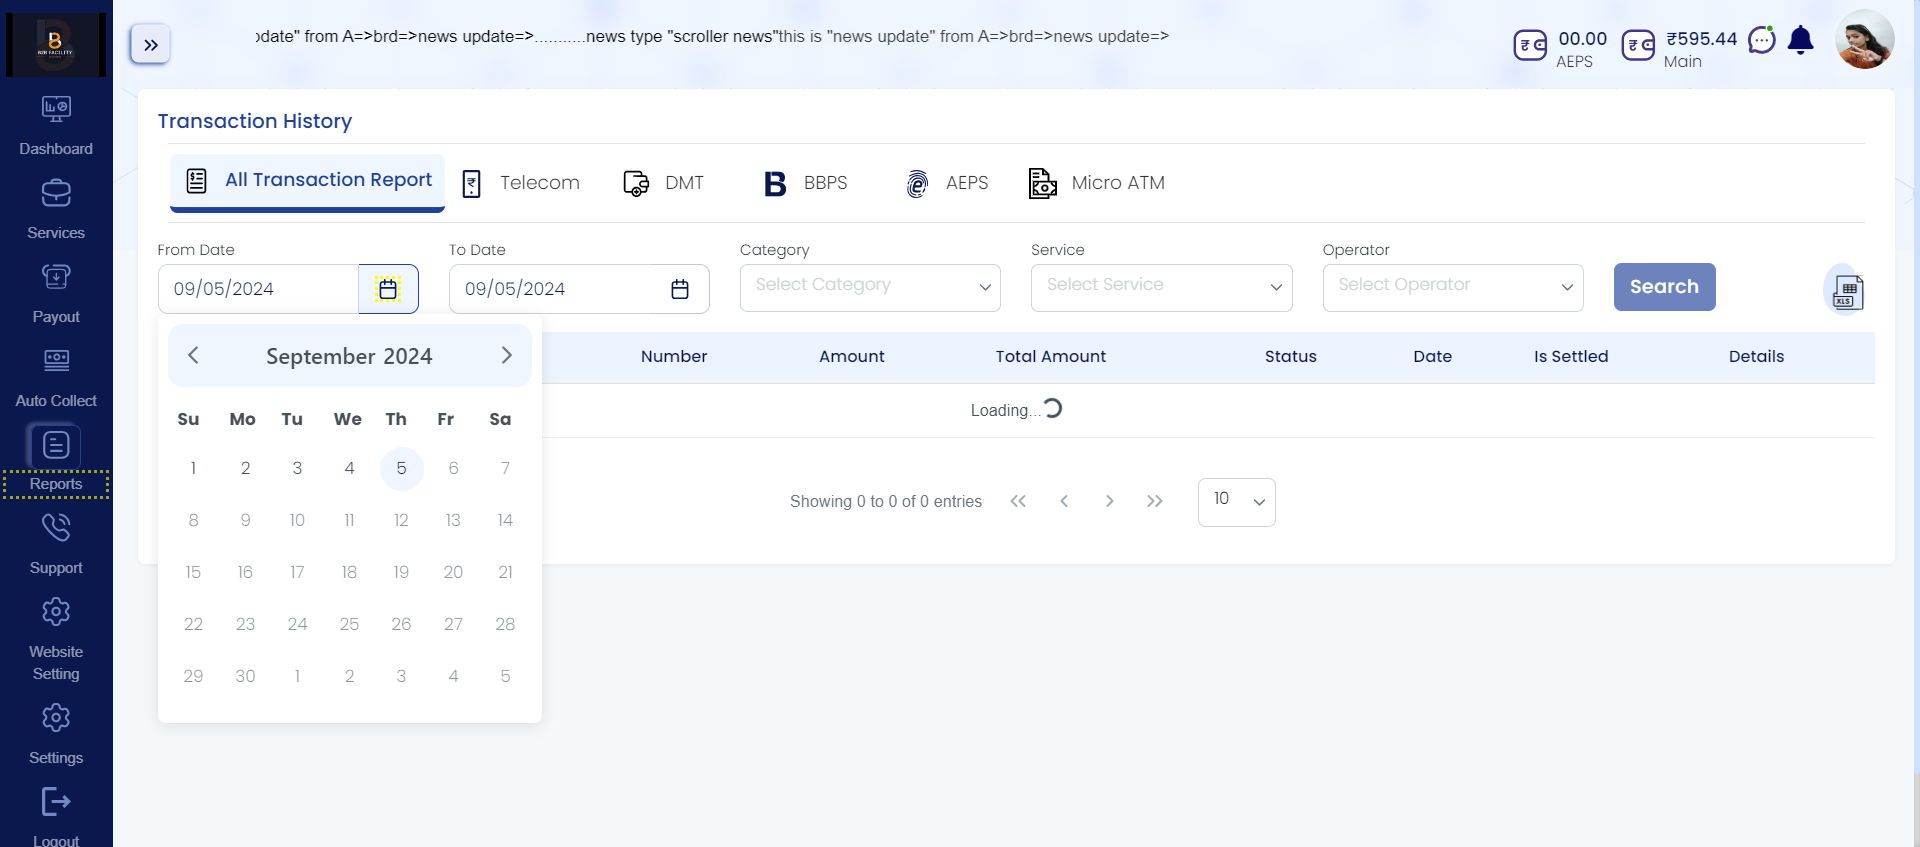 B2B FACILITY
Dashboard
Services
Payout
Auto Collect
Reports
Support
Website
Setting
Settings
Logout
odate" from A=>brd=>news update=>...........news type "scroller news"this is "news update" from A=>brd=>news update=>
00.00
AEPS
₹595.44
Main
Transaction History
All Transaction Report
Telecom
DMT
BBPS
AEPS
Micro ATM
From Date
To Date
Category
Service
Operator
09/05/2024
09/05/2024
Select Category
Select Service
Select Operator
Search
XLS
September 2024
Number
Amount
Total Amount
Status
Date
Is Settled
Details
Su Mo Tu We Th Fr Sa
1 2 3 4 5 6 7
8 9 10 11 12 13 14
15 16 17 18 19 20 21
22 23 24 25 26 27 28
29 30 1 2 3 4 5
Loading...
Showing 0 to 0 of 0 entries
10